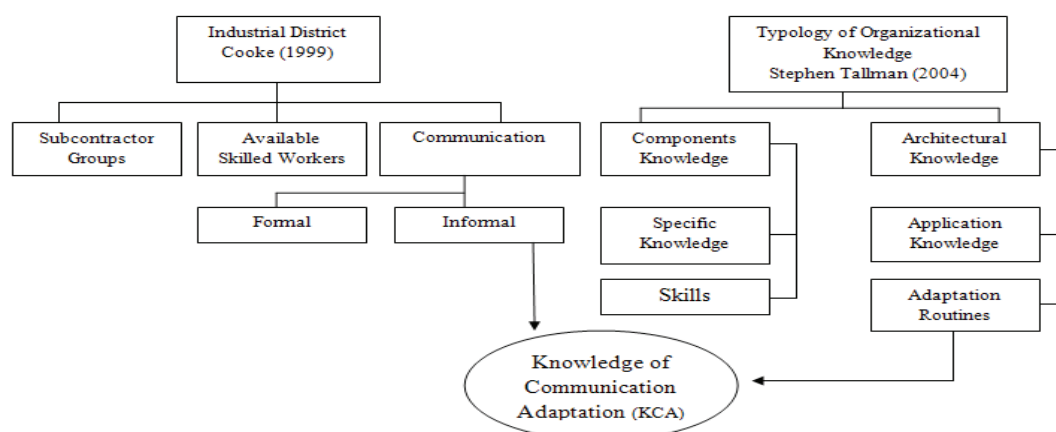 Industrial District
Cooke (1999)
Typology of Organizational
Knowledge
Stephen Tallman (2004)
Subcontractor
Groups
Available
Skilled Workers
Communication
Components
Knowledge
Architectural
Knowledge
Formal
Informal
Specific
Knowledge
Application
Knowledge
Skills
Adaptation
Routines
Knowledge of
Communication
Adaptation (KCA)